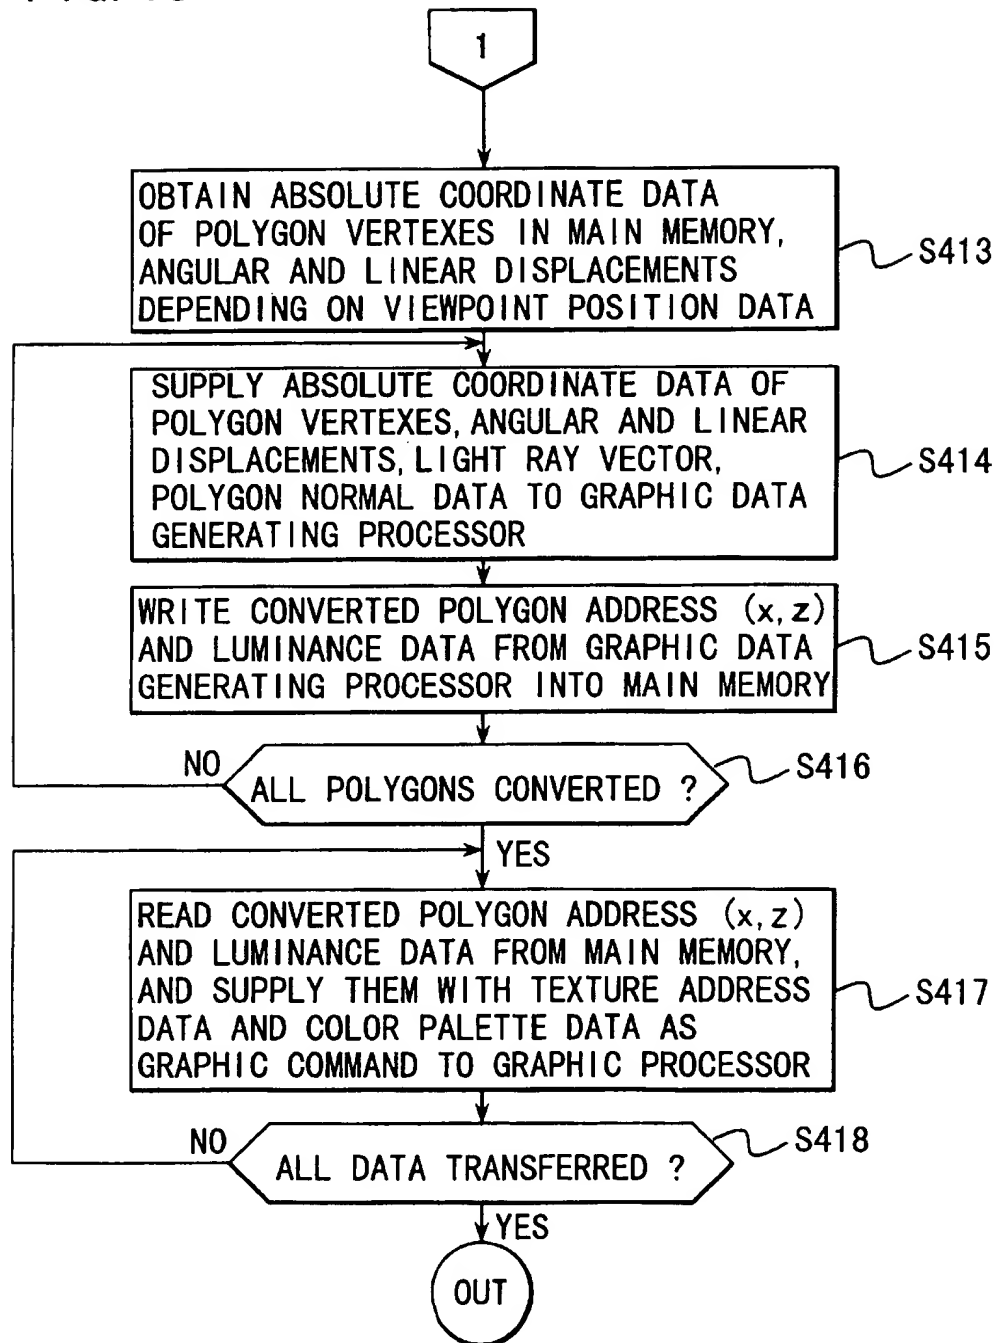 1
OBTAIN ABSOLUTE COORDINATE DATA
OF POLYGON VERTEXES IN MAIN MEMORY,
ANGULAR AND LINEAR DISPLACEMENTS
DEPENDING ON VIEWPOINT POSITION DATA
S413
SUPPLY ABSOLUTE COORDINATE DATA OF
POLYGON VERTEXES, ANGULAR AND LINEAR
DISPLACEMENTS, LIGHT RAY VECTOR,
POLYGON NORMAL DATA TO GRAPHIC DATA
GENERATING PROCESSOR
S414
WRITE CONVERTED POLYGON ADDRESS (x, z)
AND LUMINANCE DATA FROM GRAPHIC DATA
GENERATING PROCESSOR INTO MAIN MEMORY
S415
NO
ALL POLYGONS CONVERTED ?
S416
YES
READ CONVERTED POLYGON ADDRESS (x, z)
AND LUMINANCE DATA FROM MAIN MEMORY,
AND SUPPLY THEM WITH TEXTURE ADDRESS
DATA AND COLOR PALETTE DATA AS
GRAPHIC COMMAND TO GRAPHIC PROCESSOR
S417
NO
ALL DATA TRANSFERRED ?
S418
YES
OUT